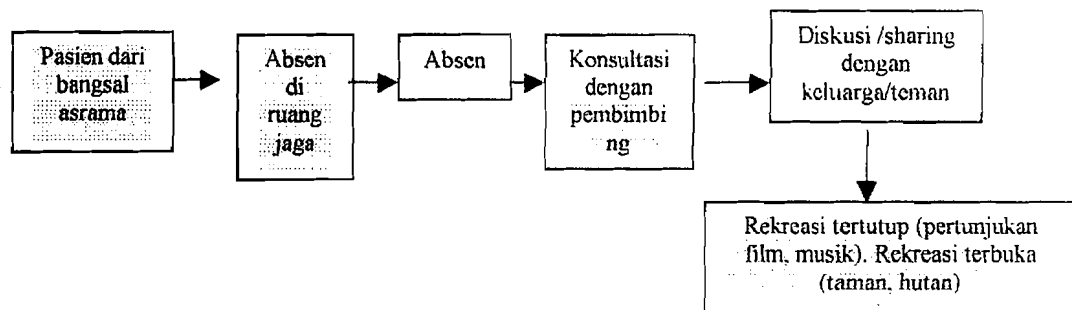 Pasien dari
bangsal
asrama
Absen
di
ruang
jaga
Absen
Konsultasi
dengan
pembimbi
ng
Diskusi /sharing
dengan
keluarga/teman
Rekreasi tertutup (pertunjukan
film, musik). Rekreasi terbuka
(taman, hutan)